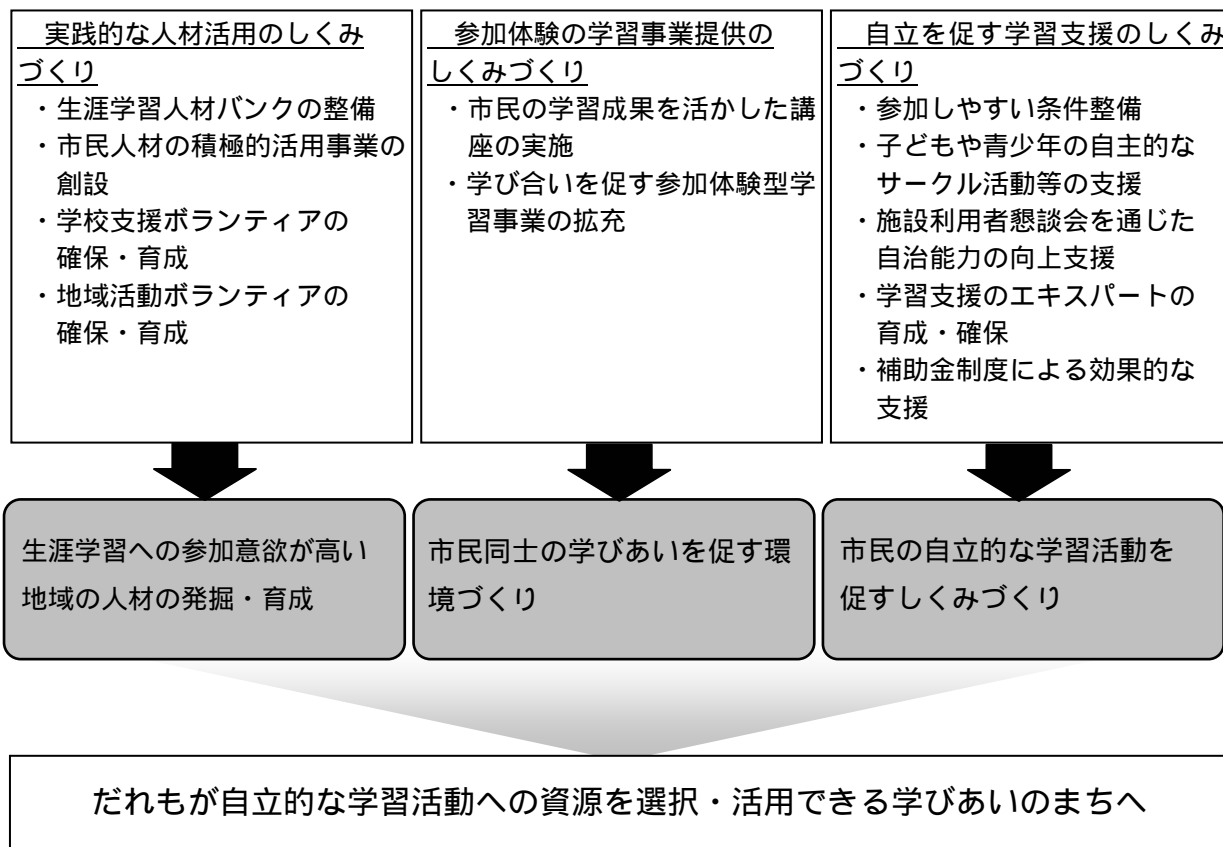 実践的な人材活用のしくみ
づくり
・生涯学習人材バンクの整備
・市民人材の積極的活用事業の
創設
・学校支援ボランティアの
確保・育成
・地域活動ボランティアの
確保・育成
参加体験の学習事業提供の
しくみづくり
・市民の学習成果を活かした講
座の実施
・学び合いを促す参加体験型学
習事業の拡充
自立を促す学習支援のしくみ
づくり
・参加しやすい条件整備
・子どもや青少年の自主的な
サークル活動等の支援
・施設利用者懇談会を通じた
自治能力の向上支援
・学習支援のエキスパートの
育成・確保
・補助金制度による効果的な
支援
生涯学習への参加意欲が高い
地域の人材の発掘・育成
市民同士の学びあいを促す環
境づくり
市民の自立的な学習活動を
促すしくみづくり
だれもが自立的な学習活動への資源を選択・活用できる学びあいのまちへ